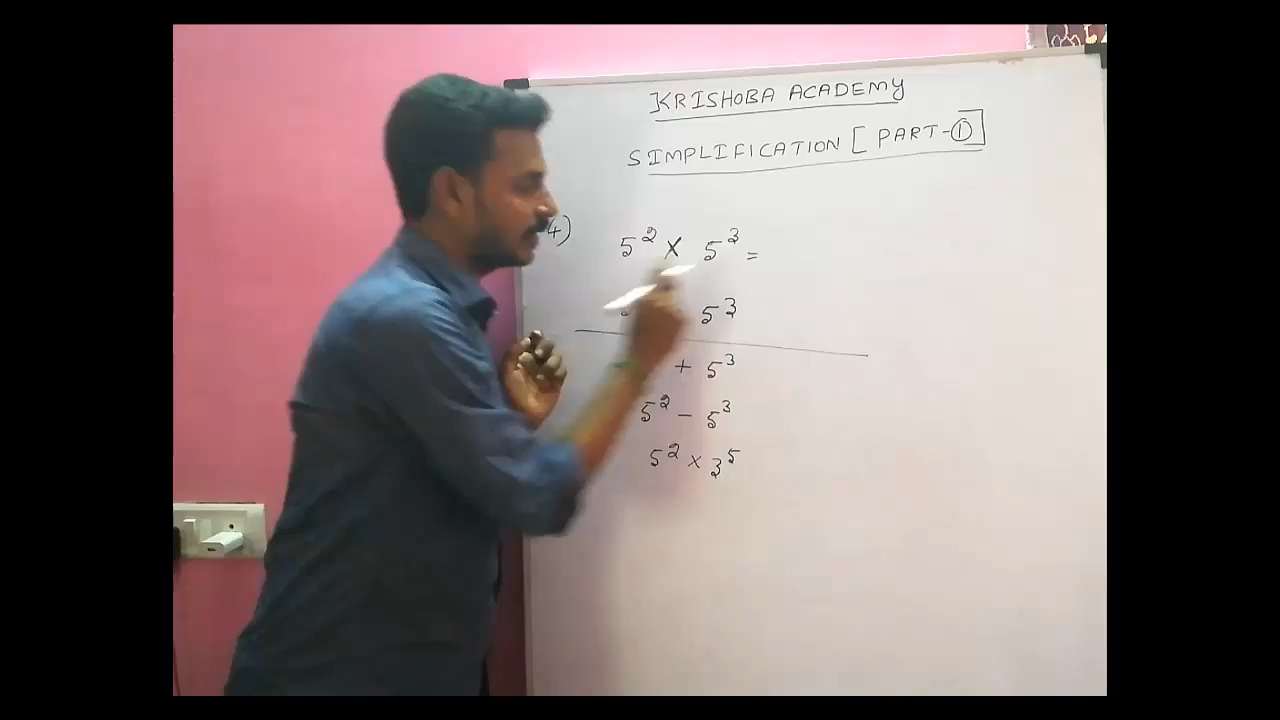 KRISHOBA ACADEMY
SIMPLIFICATION [PART-①]
4) 5² × 5³ =
5³
+ 5³
5² - 5³
5² × 3⁵